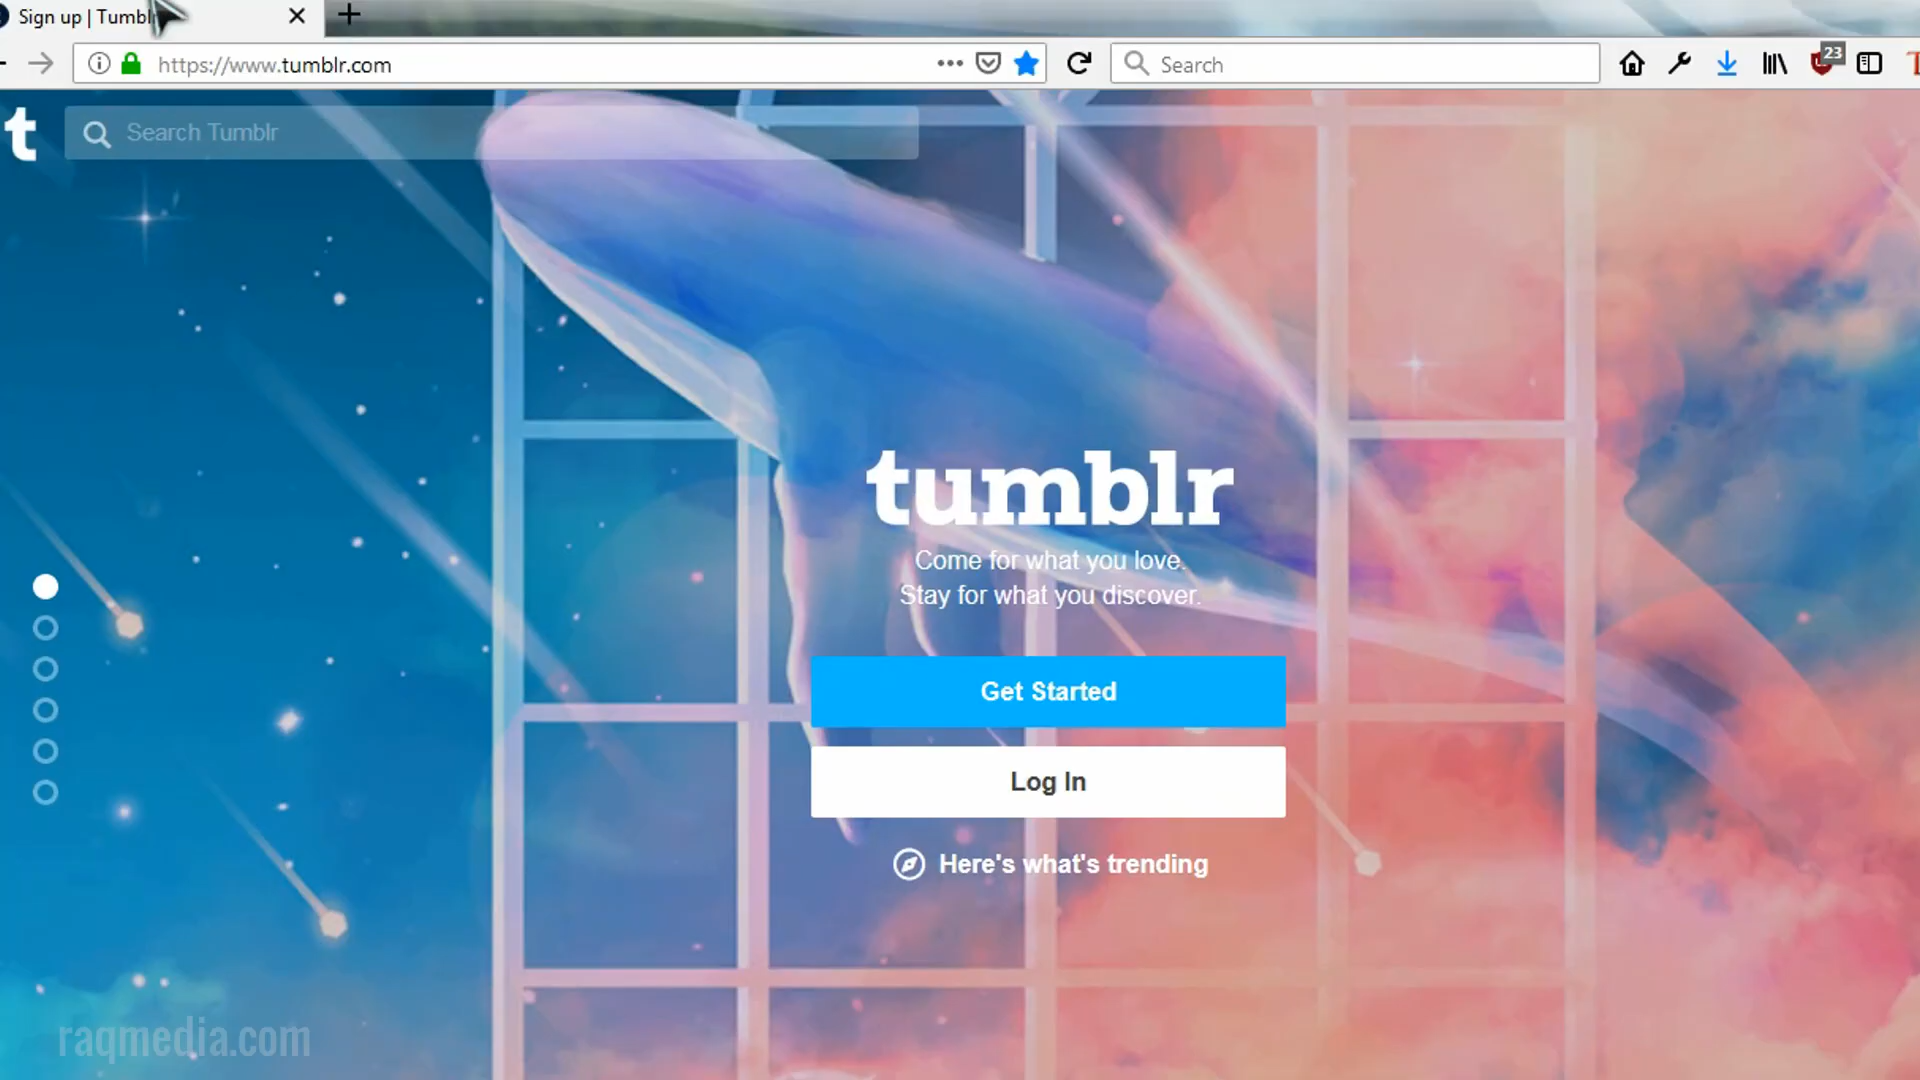 Sign up | Tumblr
https://www.tumblr.com
Search
23
t
Search Tumblr
tumblr
Come for what you love.
Stay for what you discover.
Get Started
Log In
Here's what's trending
raqmedia.com